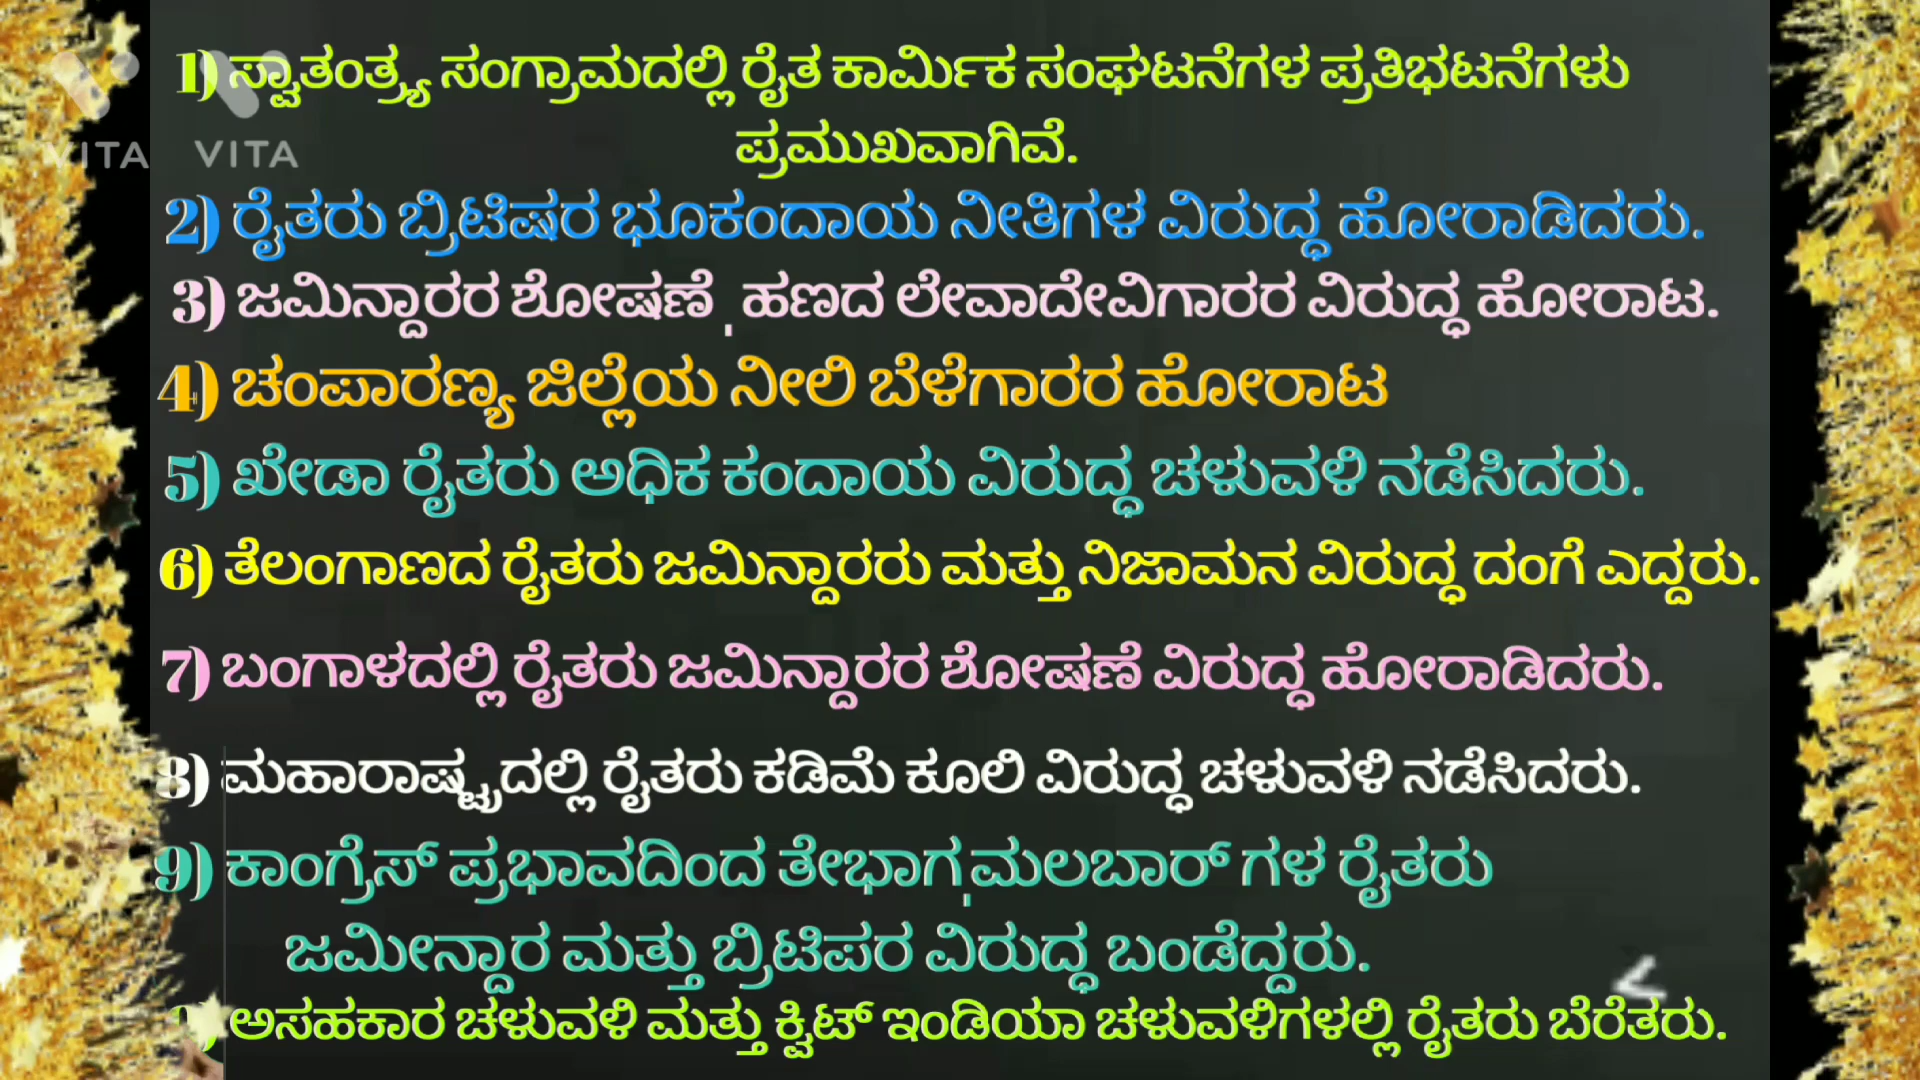 VITA VITA
1) ಸ್ವಾತಂತ್ರ್ಯ ಸಂಗ್ರಾಮದಲ್ಲಿ ರೈತ ಕಾರ್ಮಿಕ ಸಂಘಟನೆಗಳ ಪ್ರತಿಭಟನೆಗಳು
ಪ್ರಮುಖವಾಗಿವೆ.
2) ರೈತರು ಬ್ರಿಟಿಷರ ಭೂಕಂದಾಯ ನೀತಿಗಳ ವಿರುದ್ಧ ಹೋರಾಡಿದರು.
3) ಜಮಿನ್ದಾರರ ಶೋಷಣೆ , ಹಣದ ಲೇವಾದೇವಿಗಾರರ ವಿರುದ್ಧ ಹೋರಾಟ.
4) ಚಂಪಾರಣ್ಯ ಜಿಲ್ಲೆಯ ನೀಲಿ ಬೆಳೆಗಾರರ ಹೋರಾಟ
5) ಖೇಡಾ ರೈತರು ಅಧಿಕ ಕಂದಾಯ ವಿರುದ್ಧ ಚಳುವಳಿ ನಡೆಸಿದರು.
6) ತೆಲಂಗಾಣದ ರೈತರು ಜಮಿನ್ದಾರರು ಮತ್ತು ನಿಜಾಮನ ವಿರುದ್ಧ ದಂಗೆ ಎದ್ದರು.
7) ಬಂಗಾಳದಲ್ಲಿ ರೈತರು ಜಮಿನ್ದಾರರ ಶೋಷಣೆ ವಿರುದ್ಧ ಹೋರಾಡಿದರು.
8) ಮಹಾರಾಷ್ಟ್ರದಲ್ಲಿ ರೈತರು ಕಡಿಮೆ ಕೂಲಿ ವಿರುದ್ಧ ಚಳುವಳಿ ನಡೆಸಿದರು.
9) ಕಾಂಗ್ರೆಸ್ ಪ್ರಭಾವದಿಂದ ತೇಭಾಗ,ಮಲಬಾರ್ ಗಳ ರೈತರು
ಜಮೀನ್ದಾರ ಮತ್ತು ಬ್ರಿಟಿಪರ ವಿರುದ್ಧ ಬಂಡೆದ್ದರು.
ಅಸಹಕಾರ ಚಳುವಳಿ ಮತ್ತು ಕ್ವಿಟ್ ಇಂಡಿಯಾ ಚಳುವಳಿಗಳಲ್ಲಿ ರೈತರು ಬೆರೆತರು.